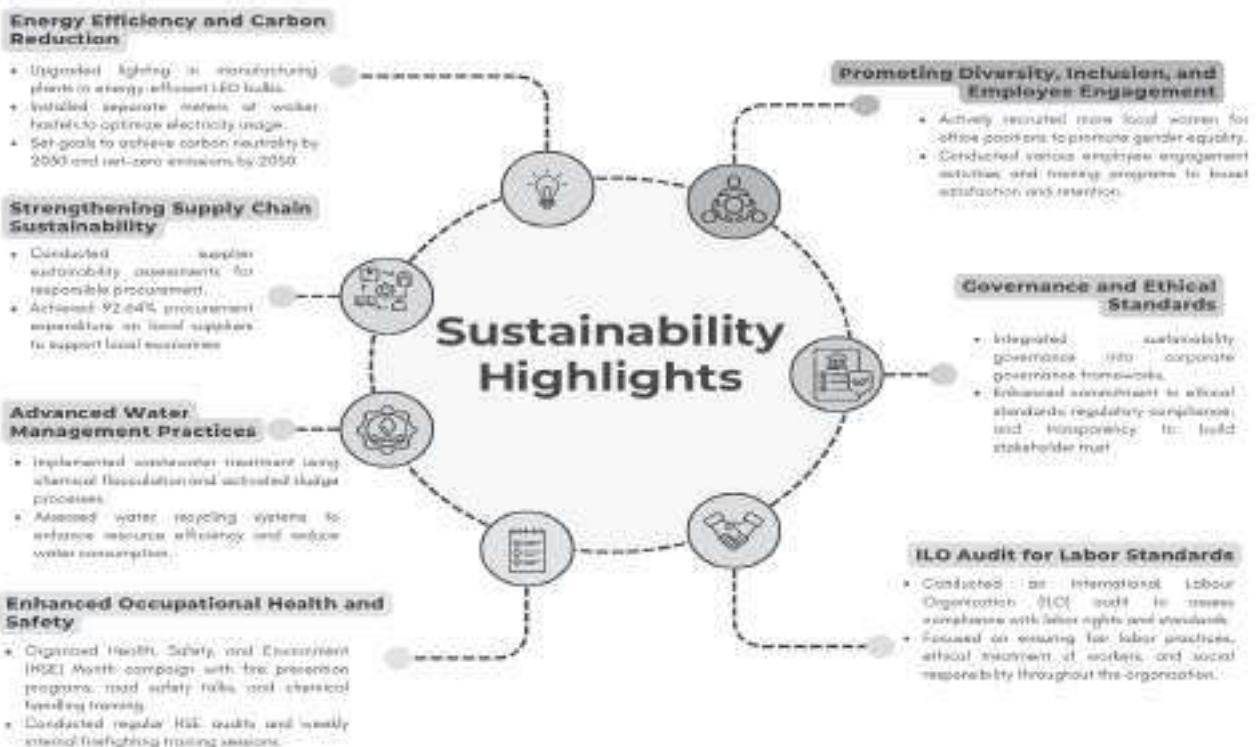 Energy Efficiency and Carbon
Reduction
• Upgraded lighting in manufacturing
plants to energy-efficient LED bulbs.
• Installed separate meters at worker
hostels to optimize electricity usage.
• Set goals to achieve carbon neutrality by
2030 and net-zero emissions by 2050
Strengthening Supply Chain
Sustainability
• Conducted supplier
sustainability assessments for
responsible procurement.
• Achieved 92.64% procurement
expenditure on local suppliers
to support local economies
Advanced Water
Management Practices
• Implemented wastewater treatment using
chemical flocculation and activated sludge
processes.
• Assessed water recycling systems to
enhance resource efficiency and reduce
water consumption.
Enhanced Occupational Health and
Safety
• Organized Health, Safety, and Environment
(HSE) Month campaign with fire prevention
programs, road safety talks, and chemical
handling training.
• Conducted regular HSE audits and weekly
internal firefighting training sessions.
Sustainability
Highlights
Promoting Diversity, Inclusion, and
Employee Engagement
• Actively recruited more local women for
office positions to promote gender equality.
• Conducted various employee engagement
activities and training programs to boost
satisfaction and retention.
Governance and Ethical
Standards
• Integrated sustainability
governance into corporate
governance frameworks.
• Enhanced commitment to ethical
standards, regulatory compliance,
and transparency to build
stakeholder trust
ILO Audit for Labor Standards
• Conducted an International Labour
Organization (ILO) audit to assess
compliance with labor rights and standards.
• Focused on ensuring fair labor practices,
ethical treatment of workers, and social
responsibility throughout the organization.